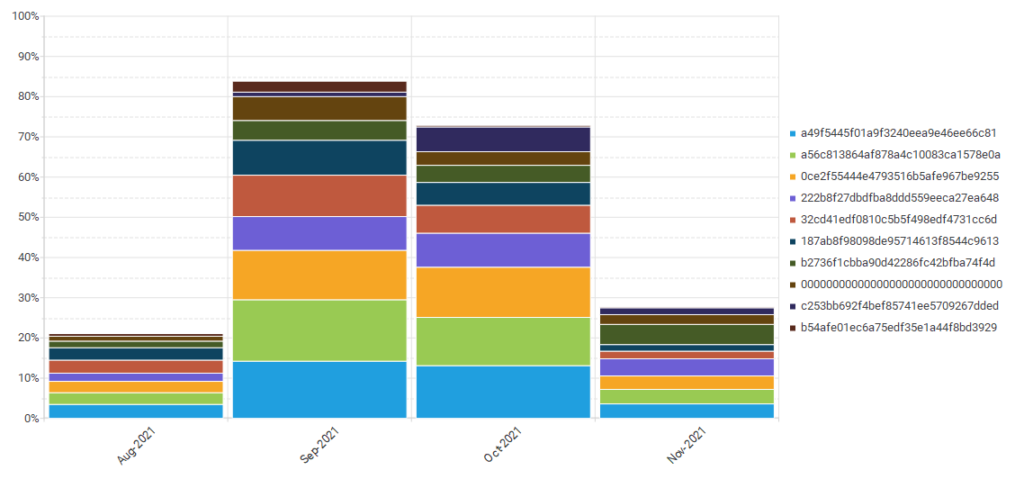 100%
90%
80%
70%
60%
50%
40%
30%
20%
10%
0%
Aug-2021
Sep-2021
Oct-2021
Nov-2021
a49f5445f01a9f3240eea9e46ee66c81
a56c813864af878a4c10083ca1578e0a
0ce2f55444e4793516b5afe967be9255
222b8f27dbdfba8ddd559eeca27ea648
32cd41edf0810c5b5f498edf4731cc6d
187ab8f98098de95714613f8544c9613
b2736f1cbba90d42286fc42bfba74f4d
00000000000000000000000000000000
c253bb692f4bef85741ee5709267dded
b54afe01ec6a75edf35e1a44f8bd3929